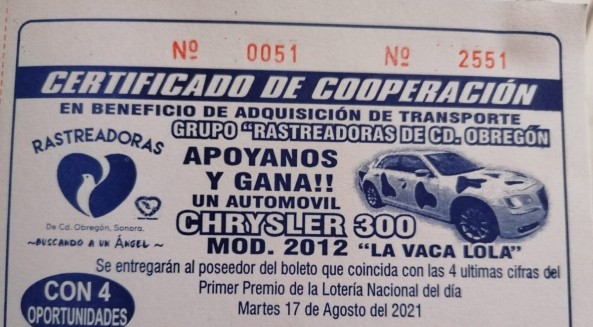 Nº 0051 Nº 2551
CERTIFICADO DE COOPERACIÓN
EN BENEFICIO DE ADQUISICIÓN DE TRANSPORTE
GRUPO “RASTREADORAS DE CD. OBREGÓN
RASTREADORAS
De Cd. Obregón, Sonora.
~BUSCANDO A UN ÁNGEL ~
APOYANOS
Y GANA!!
UN AUTOMOVIL
CHRYSLER 300
MOD. 2012 “LA VACA LOLA”
Se entregarán al poseedor del boleto que coincida con las 4 ultimas cifras del
Primer Premio de la Lotería Nacional del día
Martes 17 de Agosto del 2021
CON 4
OPORTUNIDADES